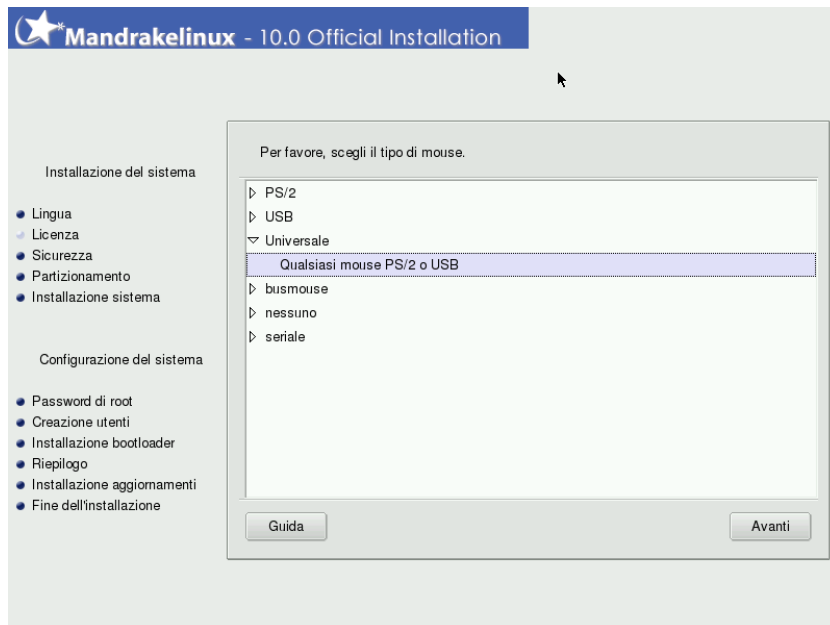 Mandrakelinux - 10.0 Official Installation
Installazione del sistema
Lingua
Licenza
Sicurezza
Partizionamento
Installazione sistema
Configurazione del sistema
Password di root
Creazione utenti
Installazione bootloader
Riepilogo
Installazione aggiornamenti
Fine dell'installazione
Per favore, scegli il tipo di mouse.
PS/2
USB
Universale
Qualsiasi mouse PS/2 o USB
busmouse
nessuno
seriale
Guida
Avanti